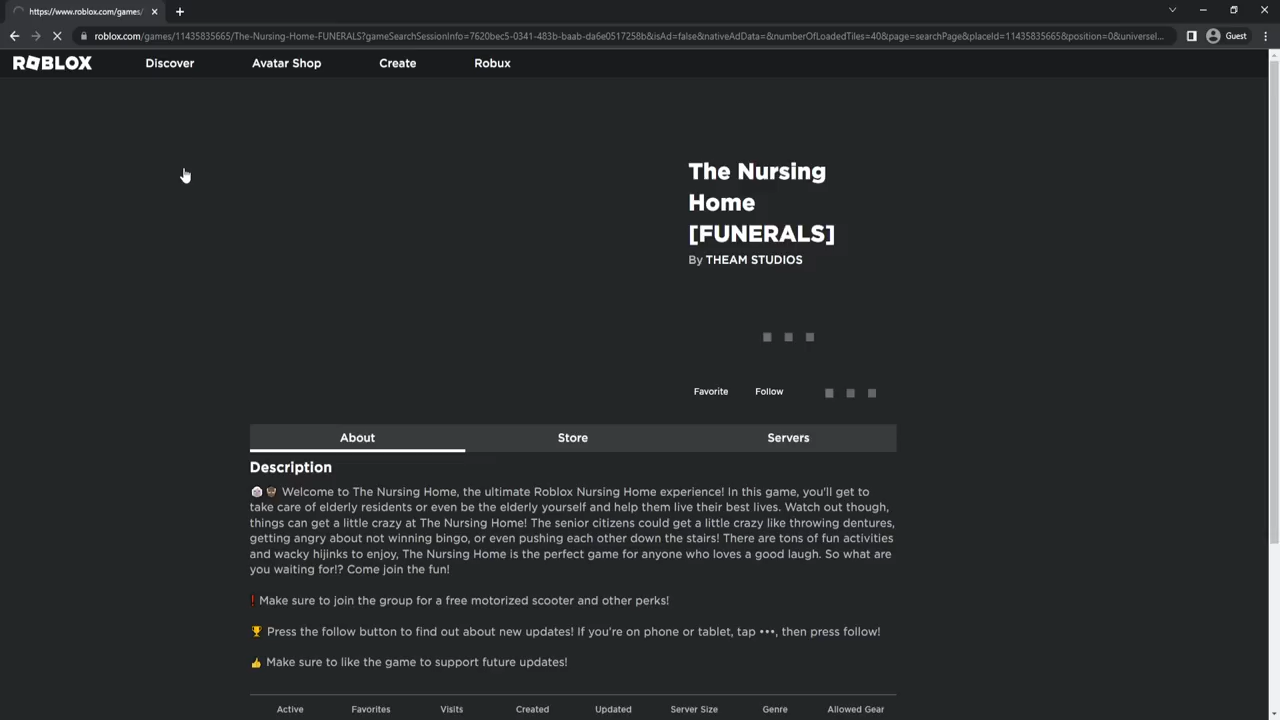 https://www.roblox.com/games/
roblox.com/games/11435835665/The-Nursing-Home-FUNERALS?gameSearchSessionInfo=7620bec5-0341-483b-baab-da6e0517258b&isAd=false&nativeAdData=&numberOfLoadedTiles=40&page=searchPage&placeId=11435835665&position=0&universeI...
Guest
ROBLOX
Discover
Avatar Shop
Create
Robux
The Nursing
Home
[FUNERALS]
By THEAM STUDIOS
Favorite
Follow
About
Store
Servers
Description
Welcome to The Nursing Home, the ultimate Roblox Nursing Home experience! In this game, you'll get to
take care of elderly residents or even be the elderly yourself and help them live their best lives. Watch out though,
things can get a little crazy at The Nursing Home! The senior citizens could get a little crazy like throwing dentures,
getting angry about not winning bingo, or even pushing each other down the stairs! There are tons of fun activities
and wacky hijinks to enjoy, The Nursing Home is the perfect game for anyone who loves a good laugh. So what are
you waiting for!? Come join the fun!
❗Make sure to join the group for a free motorized scooter and other perks!
🏆 Press the follow button to find out about new updates! If you're on phone or tablet, tap •••, then press follow!
👍 Make sure to like the game to support future updates!
Active
Favorites
Visits
Created
Updated
Server Size
Genre
Allowed Gear